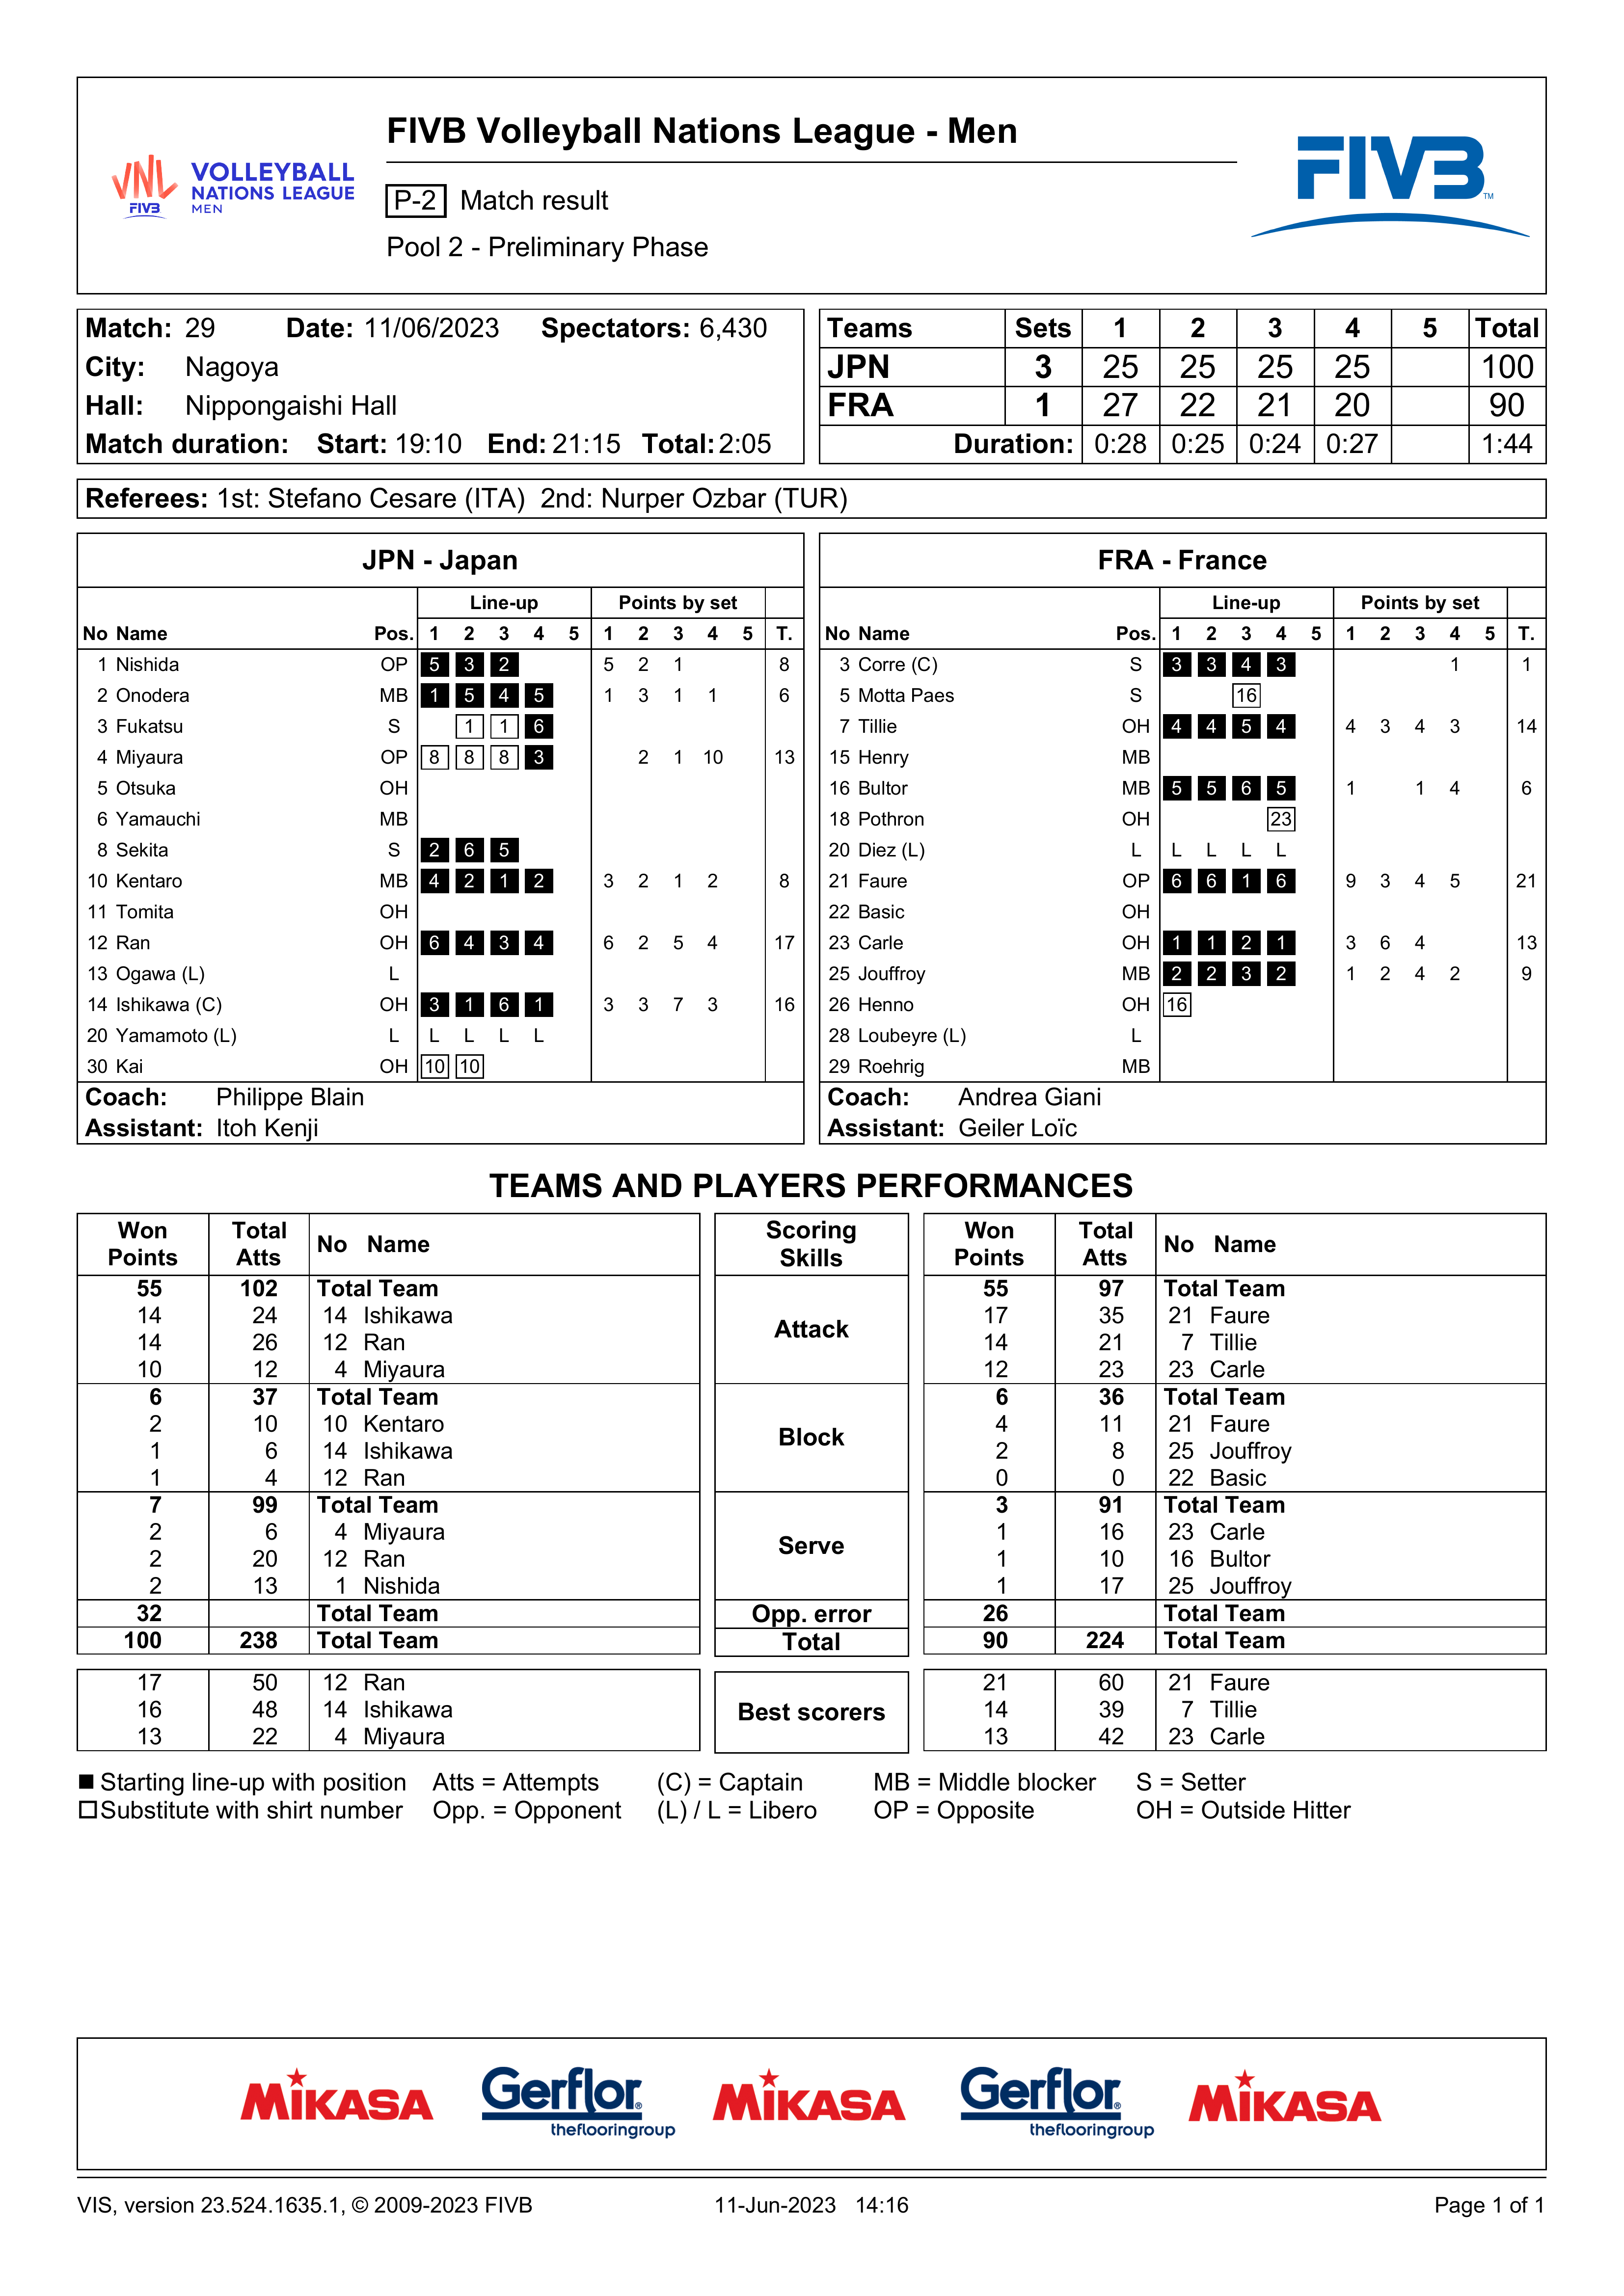 FIVB Volleyball Nations League - Men
VNL FIVB
VOLLEYBALL
NATIONS LEAGUE
MEN
P-2 Match result
Pool 2 - Preliminary Phase
FIVB TM
Match: 29 Date: 11/06/2023 Spectators: 6,430
City: Nagoya
Hall: Nippongaishi Hall
Match duration: Start: 19:10 End: 21:15 Total: 2:05
Teams Sets 1 2 3 4 5 Total
JPN 3 25 25 25 25 100
FRA 1 27 22 21 20 90
Duration: 0:28 0:25 0:24 0:27 1:44
Referees: 1st: Stefano Cesare (ITA) 2nd: Nurper Ozbar (TUR)
JPN - Japan
Line-up Points by set
No Name Pos. 1 2 3 4 5 1 2 3 4 5 T.
1 Nishida OP 5 3 2 5 2 1 8
2 Onodera MB 1 5 4 5 1 3 1 1 6
3 Fukatsu S 1 1 6
4 Miyaura OP 8 8 8 3 2 1 10 13
5 Otsuka OH
6 Yamauchi MB
8 Sekita S 2 6 5
10 Kentaro MB 4 2 1 2 3 2 1 2 8
11 Tomita OH
12 Ran OH 6 4 3 4 6 2 5 4 17
13 Ogawa (L) L
14 Ishikawa (C) OH 3 1 6 1 3 3 7 3 16
20 Yamamoto (L) L L L L L
30 Kai OH 10 10
Coach: Philippe Blain
Assistant: Itoh Kenji
FRA - France
Line-up Points by set
No Name Pos. 1 2 3 4 5 1 2 3 4 5 T.
3 Corre (C) S 3 3 4 3 1 1
5 Motta Paes S 16
7 Tillie OH 4 4 5 4 4 3 4 3 14
15 Henry MB
16 Bultor MB 5 5 6 5 1 1 4 6
18 Pothron OH 23
20 Diez (L) L L L L L
21 Faure OP 6 6 1 6 9 3 4 5 21
22 Basic OH
23 Carle OH 1 1 2 1 3 6 4 13
25 Jouffroy MB 2 2 3 2 1 2 4 2 9
26 Henno OH 16
28 Loubeyre (L) L
29 Roehrig MB
Coach: Andrea Giani
Assistant: Geiler Loïc
TEAMS AND PLAYERS PERFORMANCES
Won Points Total Atts No Name Scoring Skills Won Points Total Atts No Name
55 102 Total Team Attack 55 97 Total Team
14 24 14 Ishikawa 17 35 21 Faure
14 26 12 Ran 14 21 7 Tillie
10 12 4 Miyaura 12 23 23 Carle
6 37 Total Team Block 6 36 Total Team
2 10 10 Kentaro 4 11 21 Faure
1 6 14 Ishikawa 2 8 25 Jouffroy
1 4 12 Ran 0 0 22 Basic
7 99 Total Team Serve 3 91 Total Team
2 6 4 Miyaura 1 16 23 Carle
2 20 12 Ran 1 10 16 Bultor
2 13 1 Nishida 1 17 25 Jouffroy
32 Total Team Opp. error 26 Total Team
100 238 Total Team Total 90 224 Total Team
17 50 12 Ran Best scorers 21 60 21 Faure
16 48 14 Ishikawa 14 39 7 Tillie
13 22 4 Miyaura 13 42 23 Carle
Starting line-up with position Atts = Attempts (C) = Captain MB = Middle blocker S = Setter
Substitute with shirt number Opp. = Opponent (L) / L = Libero OP = Opposite OH = Outside Hitter
MIKASA Gerflor® theflooringgroup MIKASA Gerflor® theflooringgroup MIKASA
VIS, version 23.524.1635.1, © 2009-2023 FIVB 11-Jun-2023 14:16 Page 1 of 1